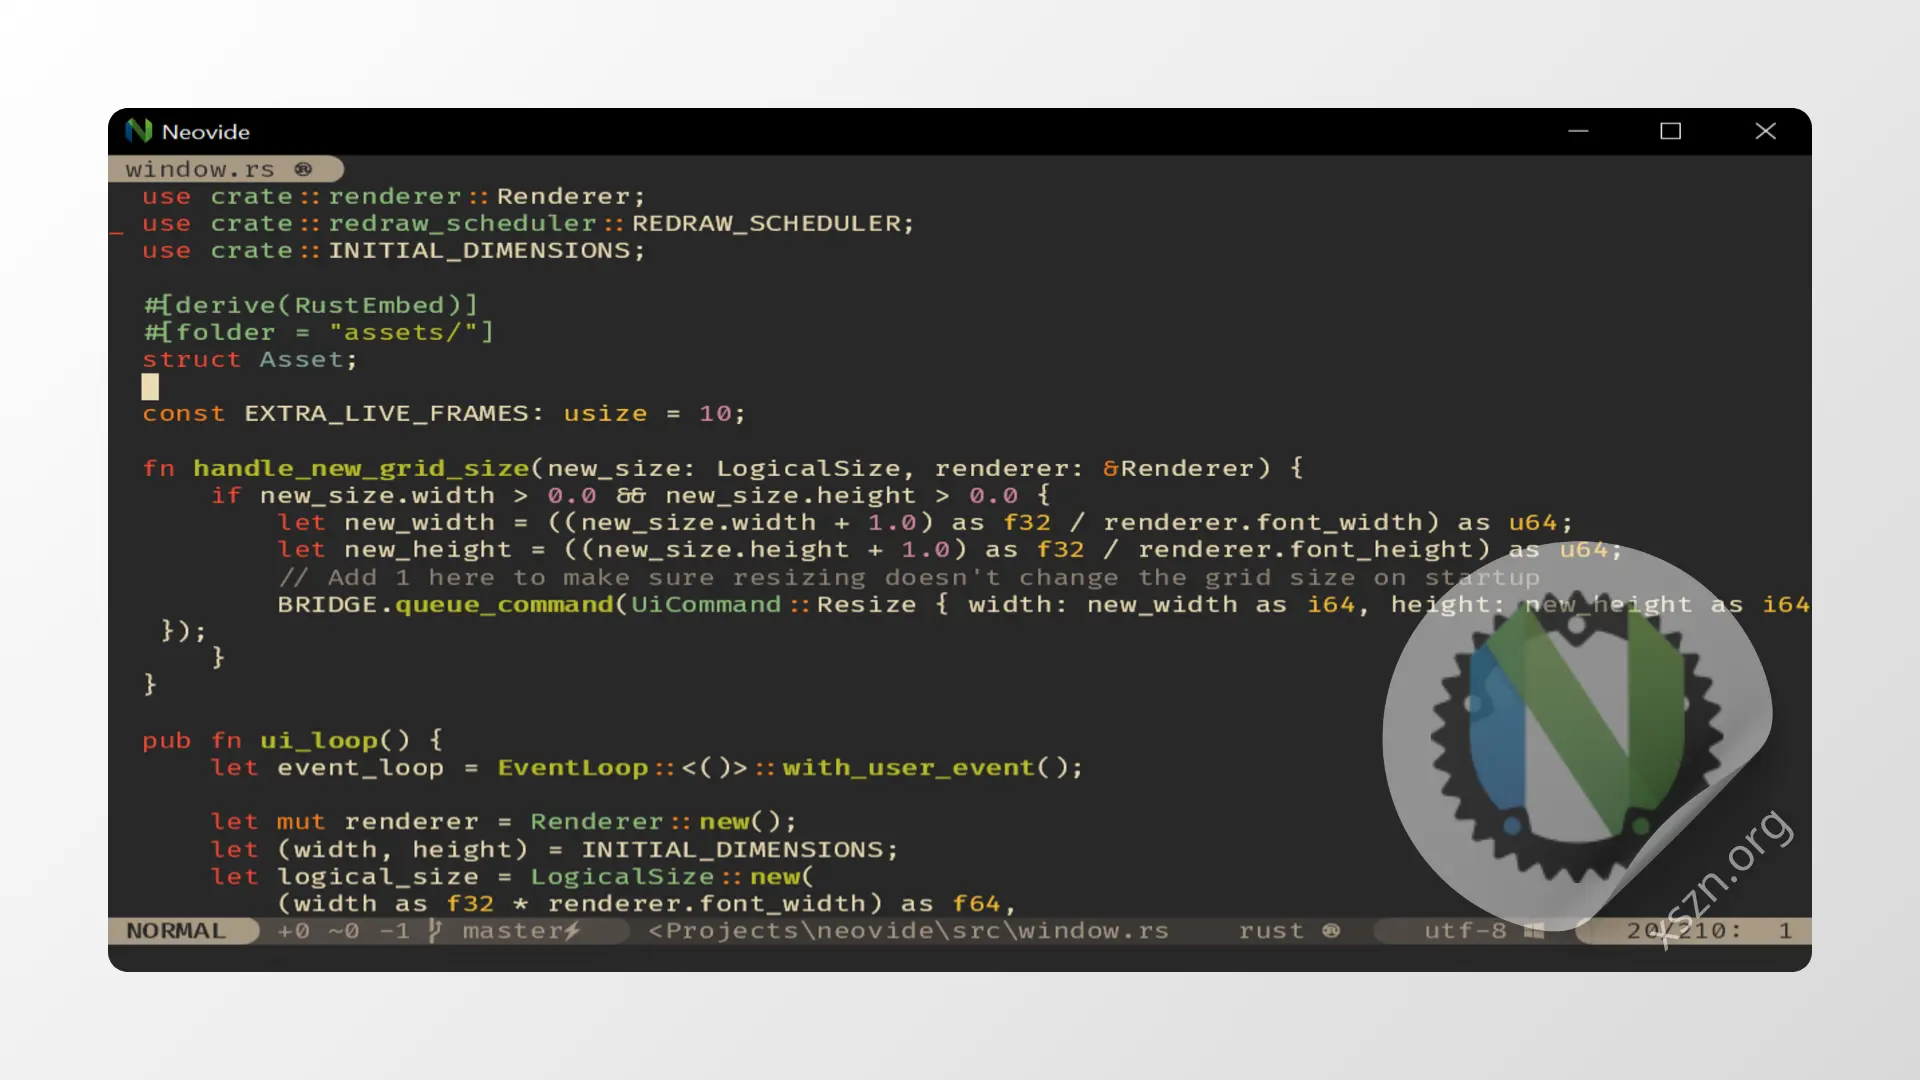 Neovide
window.rs
use crate::renderer::Renderer;
_ use crate::redraw_scheduler::REDRAW_SCHEDULER;
use crate::INITIAL_DIMENSIONS;
#[derive(RustEmbed)]
#[folder = "assets/"]
struct Asset;
const EXTRA_LIVE_FRAMES: usize = 10;
fn handle_new_grid_size(new_size: LogicalSize, renderer: &Renderer) {
if new_size.width > 0.0 && new_size.height > 0.0 {
let new_width = ((new_size.width + 1.0) as f32 / renderer.font_width) as u64;
let new_height = ((new_size.height + 1.0) as f32 / renderer.font_height) as u64;
// Add 1 here to make sure resizing doesn't change the grid size on startup
BRIDGE.queue_command(UiCommand::Resize { width: new_width as i64, height: new_height as i64
});
}
}
pub fn ui_loop() {
let event_loop = EventLoop::<()>::with_user_event();
let mut renderer = Renderer::new();
let (width, height) = INITIAL_DIMENSIONS;
let logical_size = LogicalSize::new(
(width as f32 * renderer.font_width) as f64,
NORMAL +0 ~0 -1 master <Projects\neovide\src\window.rs rust utf-8 20/210: 1
xszn.org